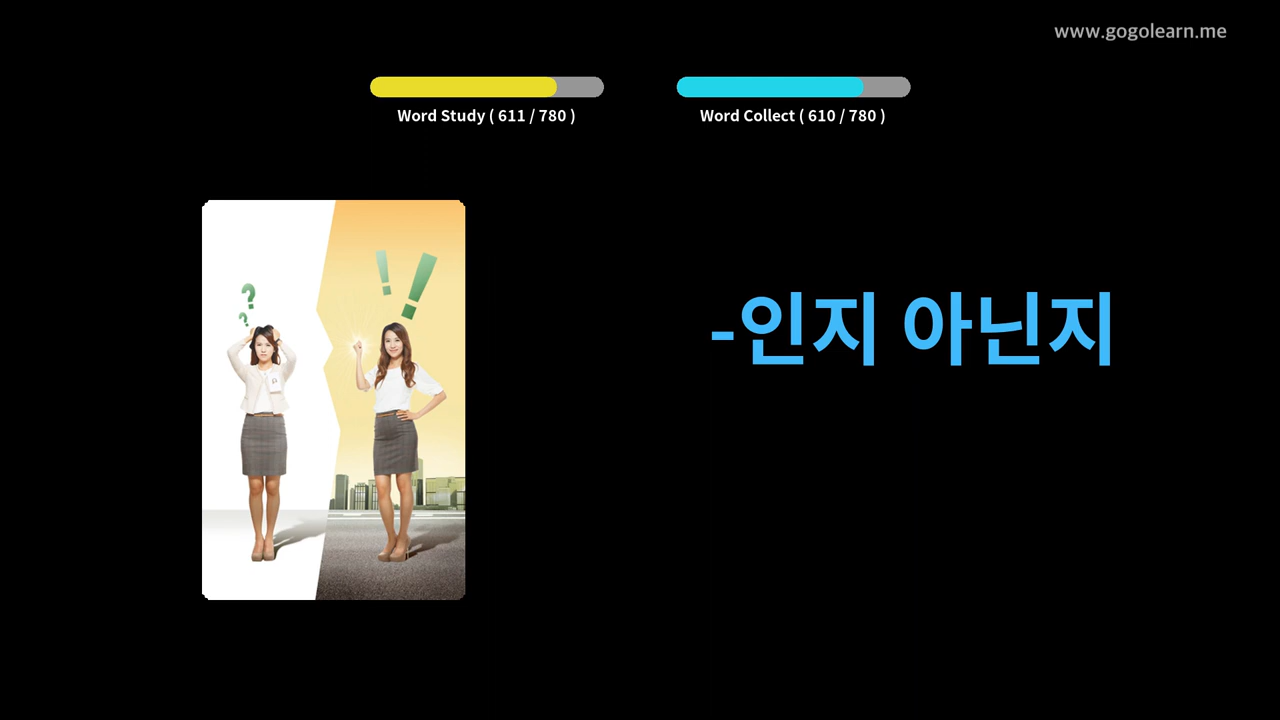 www.gogolearn.me
Word Study ( 611 / 780 )
Word Collect ( 610 / 780 )
? ?
! !
-인지 아닌지